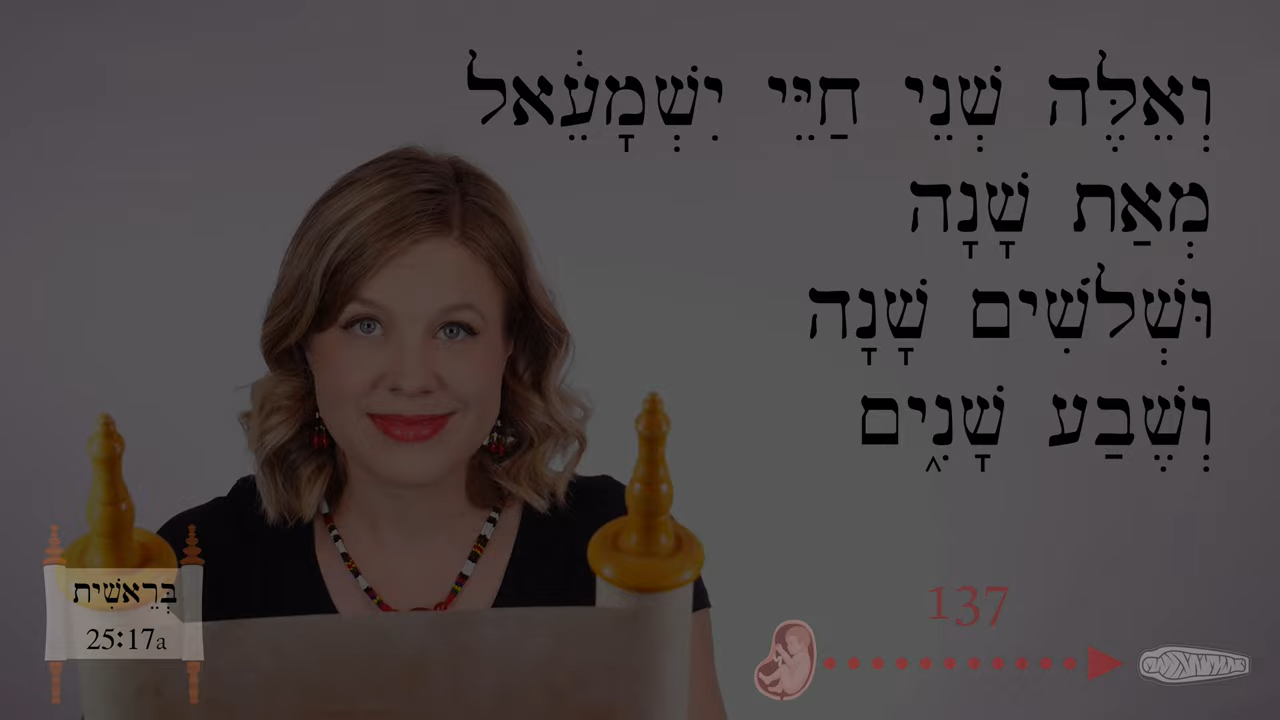 וְאֵלֶּה שְׁנֵי חַיֵּי יִשְׁמָעֵ֔אל
מְאַת שָׁנָה
וּשְׁלֹשִׁים שָׁנָה
וְשֶׁבַע שָׁנִ֑ים
137
בְּרֵאשִׁית
25:17a